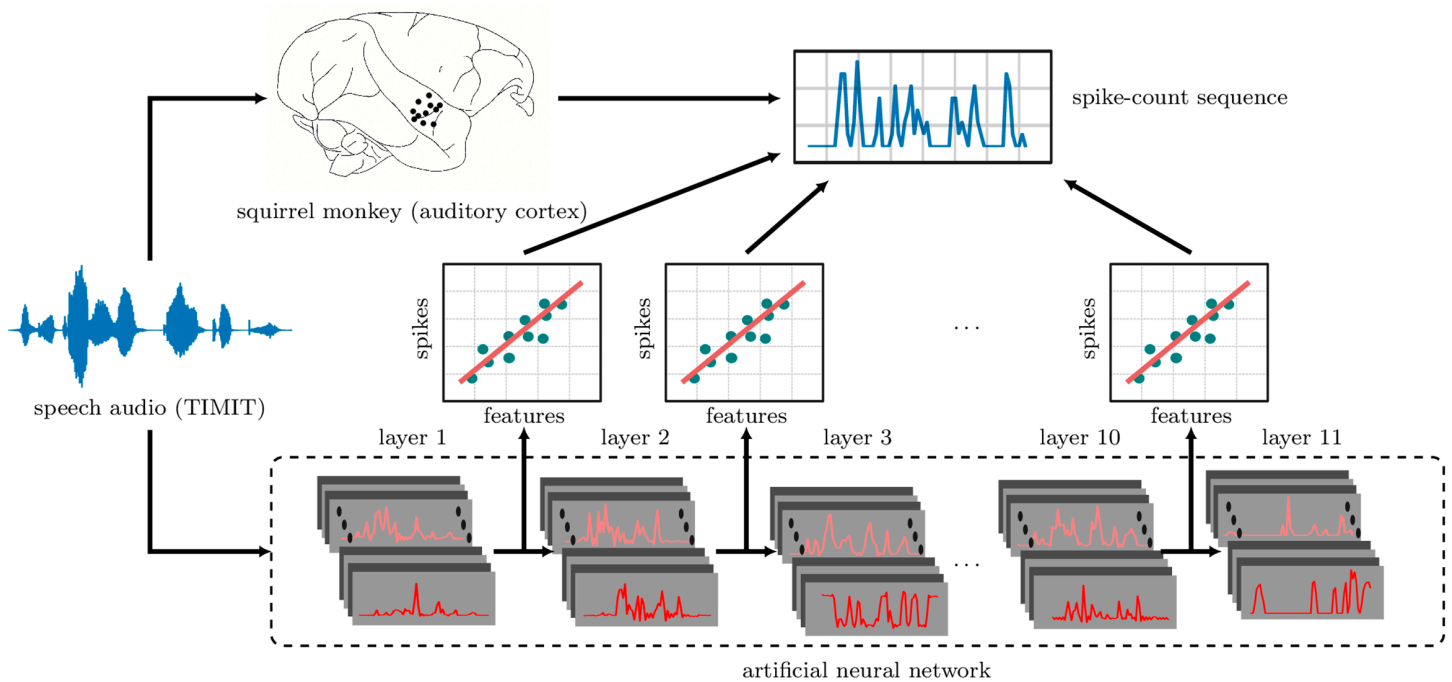 spike-count sequence
squirrel monkey (auditory cortex)
spikes
spikes
...
spikes
speech audio (TIMIT)
features
features
features
layer 1
layer 2
layer 3
layer 10
layer 11
...
artificial neural network